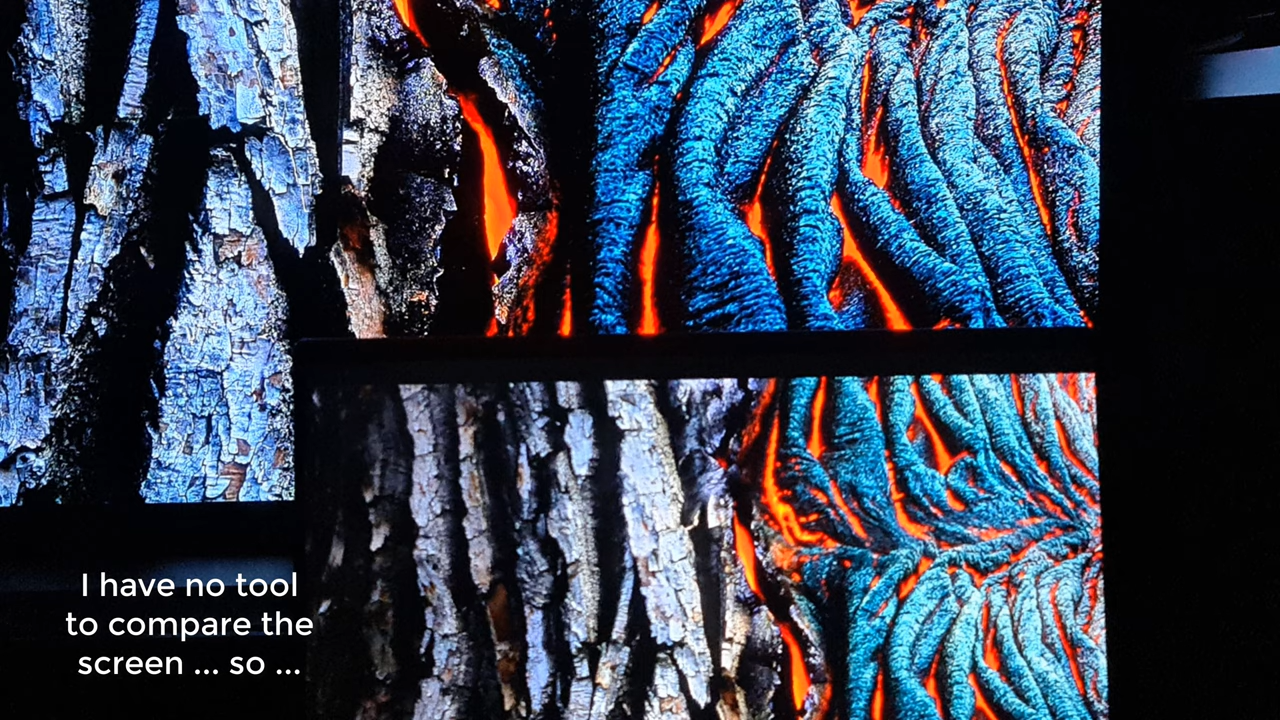 I have no tool
to compare the
screen ... so ...